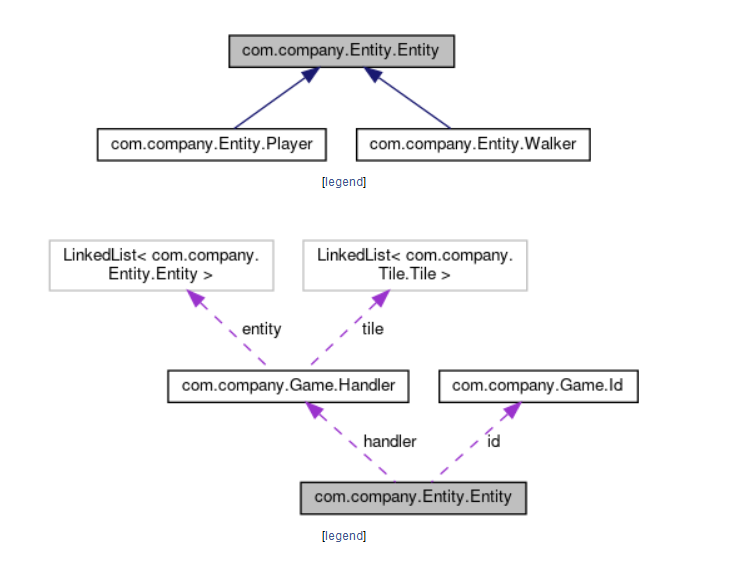 com.company.Entity.Entity
com.company.Entity.Player
com.company.Entity.Walker
[legend]
LinkedList< com.company.
Entity.Entity >
LinkedList< com.company.
Tile.Tile >
entity
tile
com.company.Game.Handler
com.company.Game.Id
handler
id
com.company.Entity.Entity
[legend]